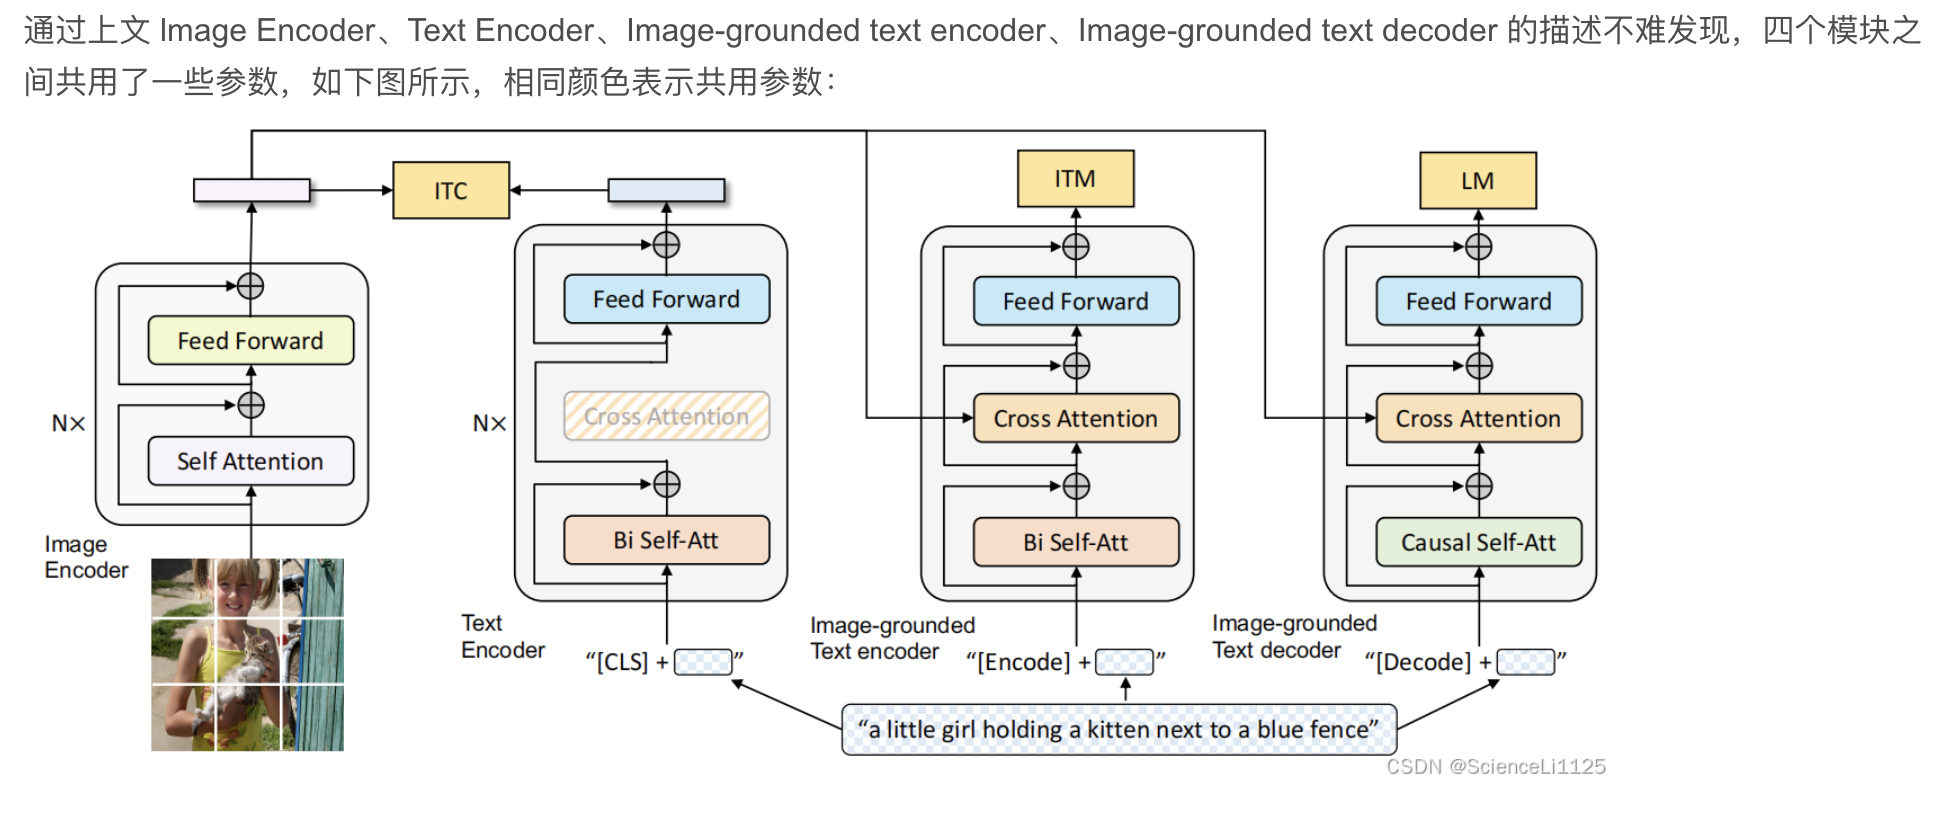 通过上文 Image Encoder、Text Encoder、Image-grounded text encoder、Image-grounded text decoder 的描述不难发现，四个模块之
间共用了一些参数，如下图所示，相同颜色表示共用参数：
ITC
ITM
LM
Feed Forward
Feed Forward
Feed Forward
Feed Forward
Cross Attention
Cross Attention
Cross Attention
N×
N×
Self Attention
Bi Self-Att
Bi Self-Att
Causal Self-Att
Image
Encoder
Text
Encoder
Image-grounded
Text encoder
Image-grounded
Text decoder
“[CLS] + ”
“[Encode] + ”
“[Decode] + ”
“a little girl holding a kitten next to a blue fence”
CSDN @ScienceLi1125